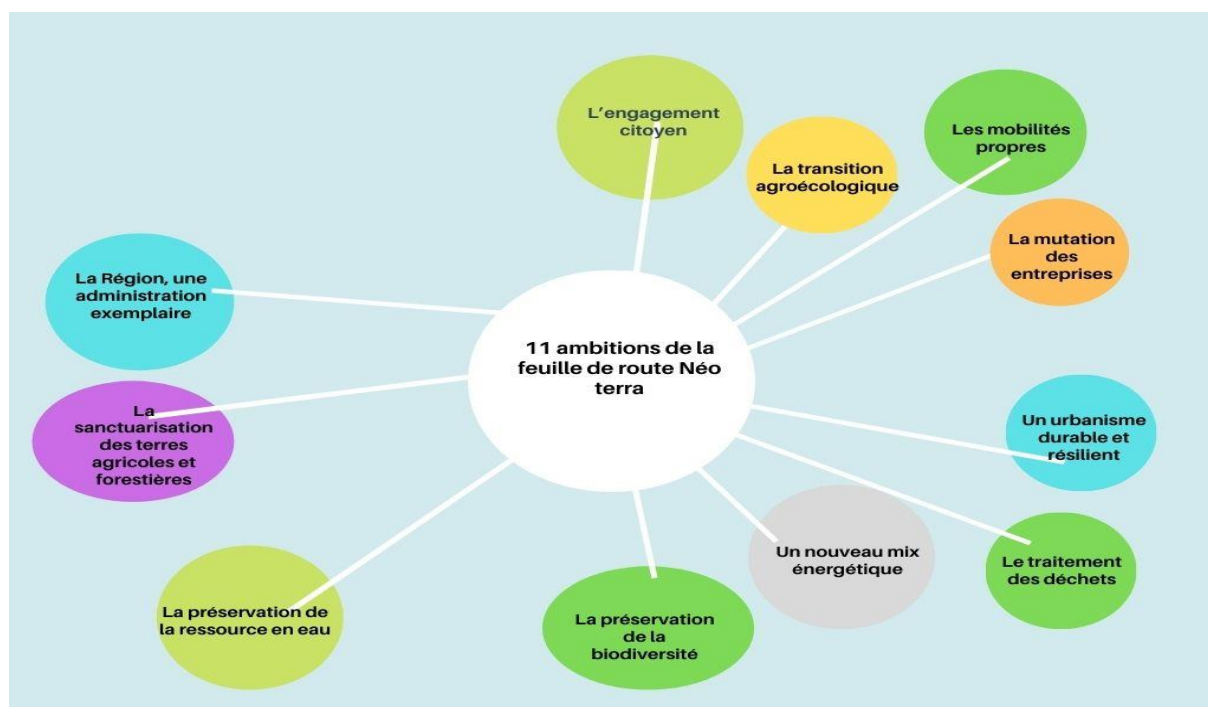 L'engagement
citoyen
La transition
agroécologique
Les mobilités
propres
La mutation
des
entreprises
La Région, une
administration
exemplaire
11 ambitions de la
feuille de route Néo
terra
La
sanctuarisation
des terres
agricoles et
forestières
Un urbanisme
durable et
résilient
Un nouveau mix
énergétique
Le traitement
des déchets
La préservation de
la ressource en eau
La préservation
de la
biodiversité